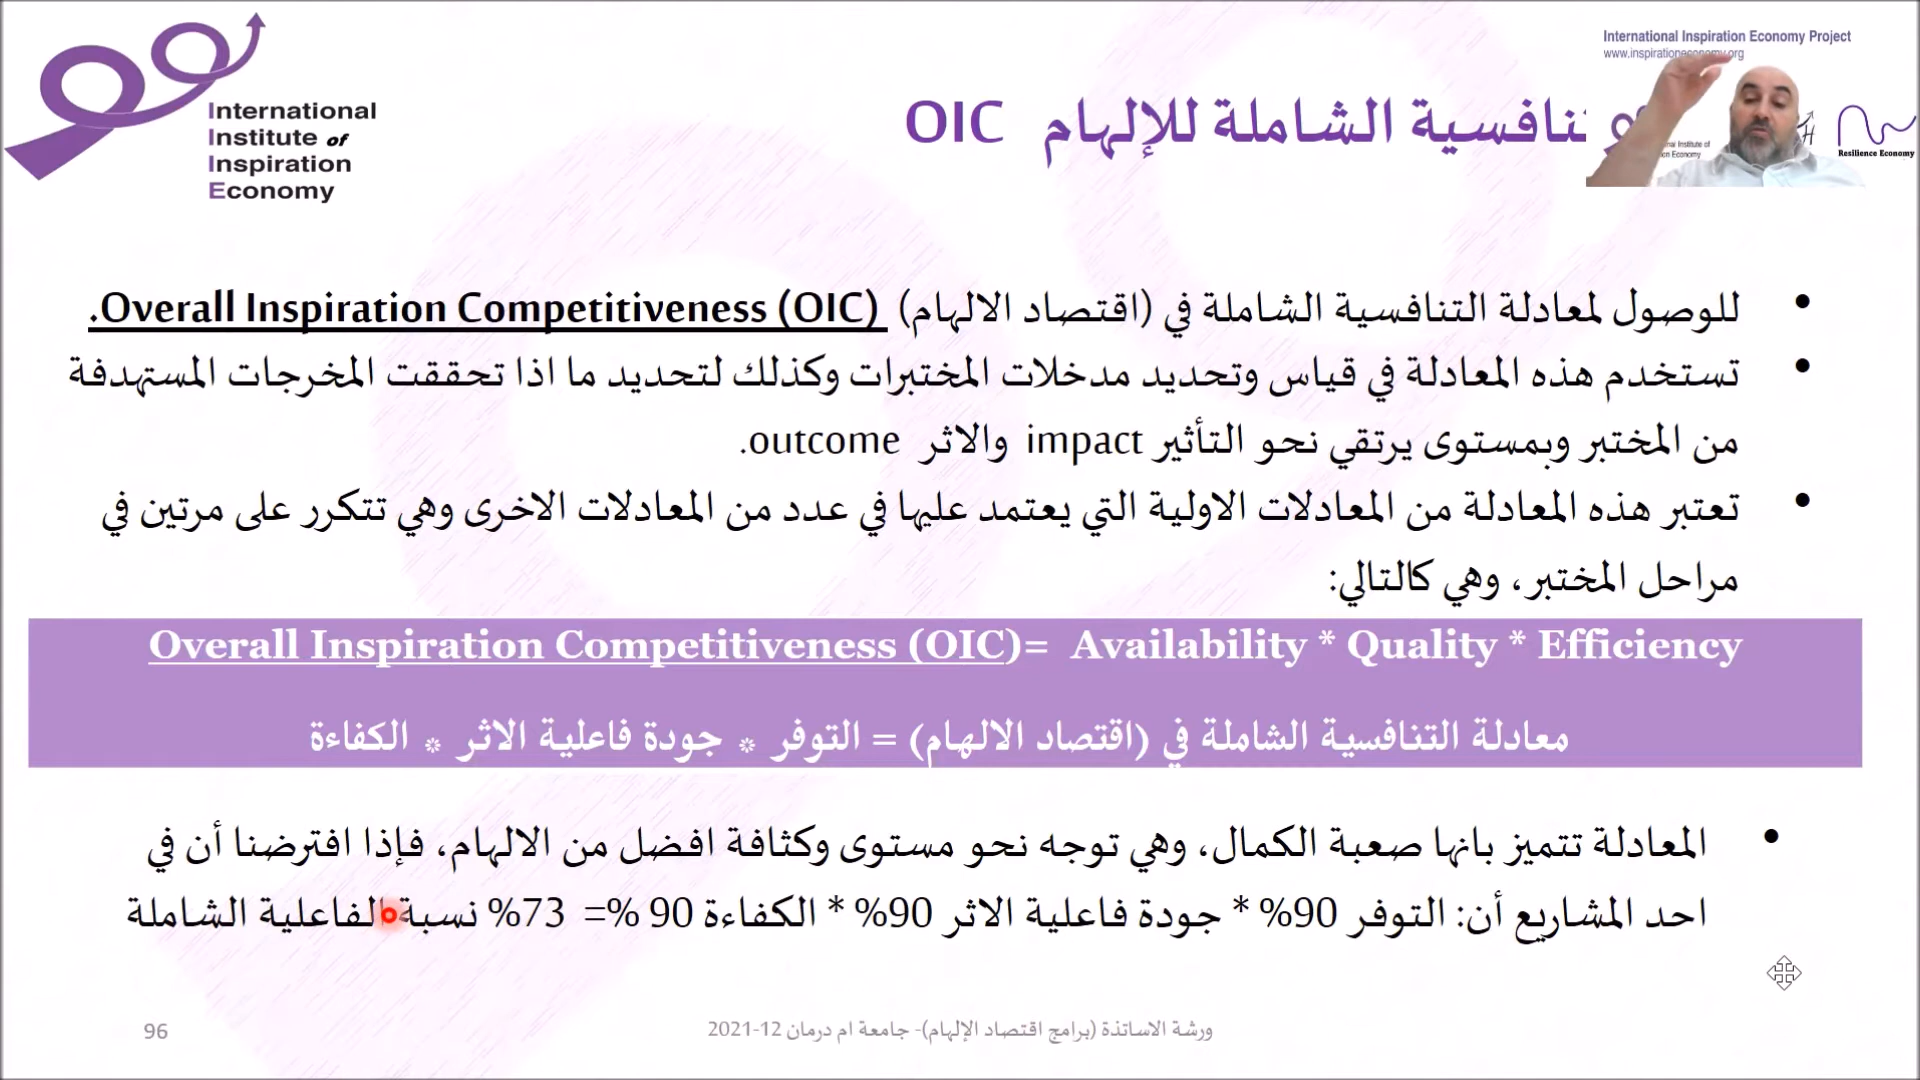 International
Institute of
Inspiration
Economy
International Inspiration Economy Project
www.inspirationeconomy.org
الشاملة للإلهام OIC
Resilience Economy
• للوصول لمعادلة التنافسية الشاملة في (اقتصاد الالهام) Overall Inspiration Competitiveness (OIC).
• تستخدم هذه المعادلة في قياس وتحديد مدخلات المختبرات وكذلك لتحديد ما اذا تحققت المخرجات المستهدفة
من المختبر وبمستوى يرتقي نحو التأثير impact والاثر outcome.
• تعتبر هذه المعادلة من المعادلات الاولية التي يعتمد عليها في عدد من المعادلات الاخرى وهي تتكرر على مرتين في
مراحل المختبر، وهي كالتالي:
Overall Inspiration Competitiveness (OIC)= Availability * Quality * Efficiency
معادلة التنافسية الشاملة في (اقتصاد الالهام) = التوفر * جودة فاعلية الاثر * الكفاءة
• المعادلة تتميز بانها صعبة الكمال، وهي توجه نحو مستوى وكثافة افضل من الالهام، فإذا افترضنا أن في
احد المشاريع أن: التوفر 90% * جودة فاعلية الاثر 90% * الكفاءة 90 %= 73% نسبة الفاعلية الشاملة
96
ورشة الاساتذة (برامج اقتصاد الإلهام)- جامعة ام درمان 12-2021